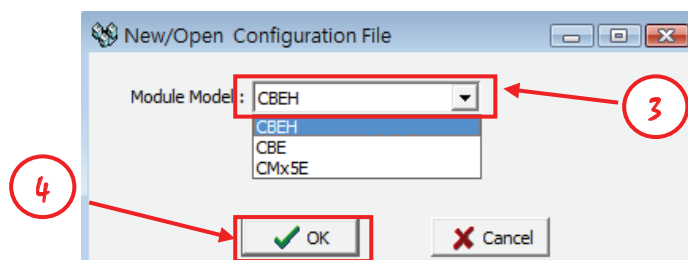 New/Open Configuration File
Module Model : CBEH
3
CBEH
CBE
CMx5E
4
OK
Cancel